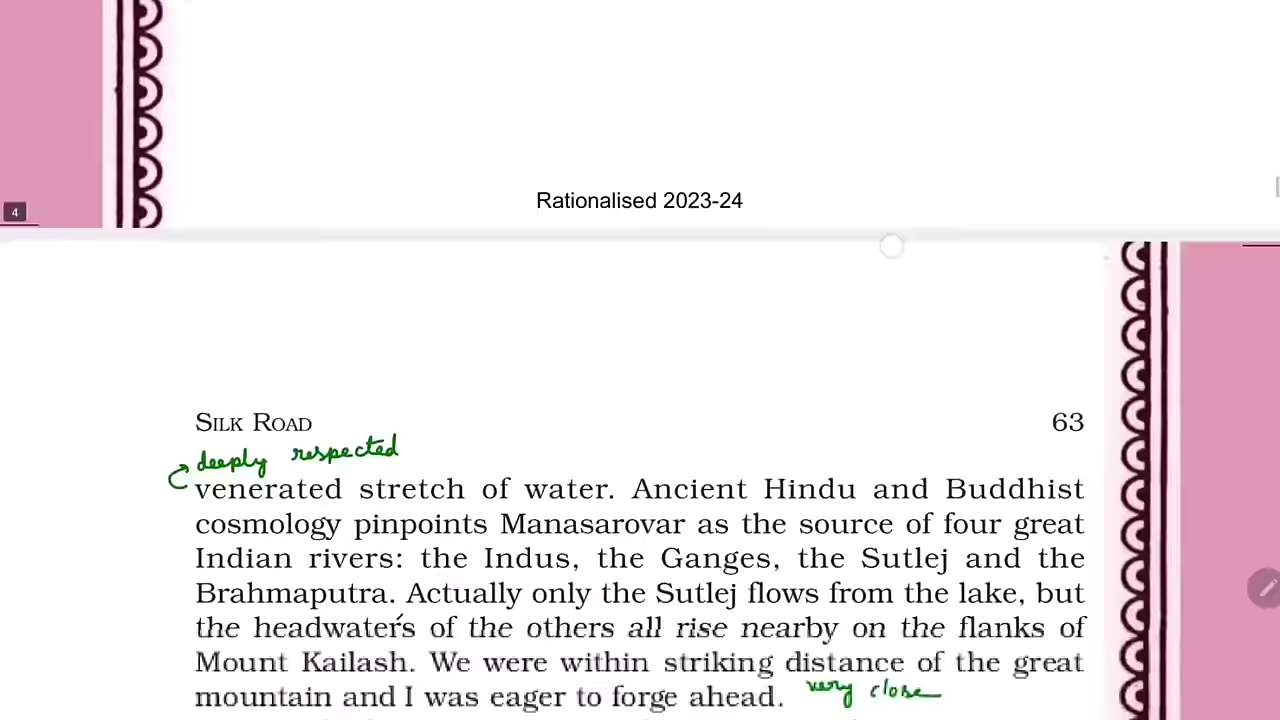 4
Rationalised 2023-24
SILK ROAD 63
deeply respected
venerated stretch of water. Ancient Hindu and Buddhist
cosmology pinpoints Manasarovar as the source of four great
Indian rivers: the Indus, the Ganges, the Sutlej and the
Brahmaputra. Actually only the Sutlej flows from the lake, but
the headwaters of the others all rise nearby on the flanks of
Mount Kailash. We were within striking distance of the great
mountain and I was eager to forge ahead. very close